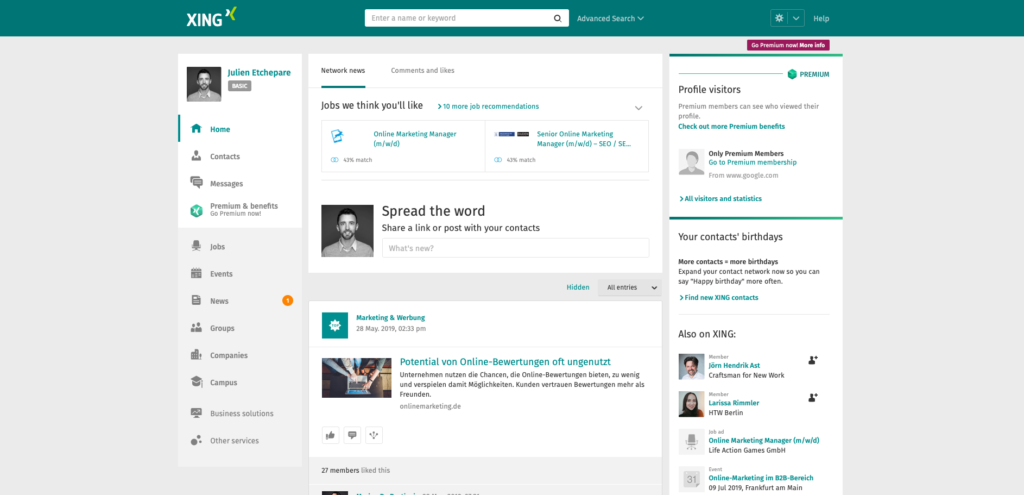 XING
Enter a name or keyword
Advanced Search
Help
Go Premium now! More info
Julien Etchepare
BASIC
Home
Contacts
Messages
Premium & benefits
Go Premium now!
Jobs
Events
News
1
Groups
Companies
Campus
Business solutions
Other services
Network news
Comments and likes
Jobs we think you'll like
10 more job recommendations
Online Marketing Manager
(m/w/d)
43% match
Senior Online Marketing
Manager (m/w/d) – SEO / SE...
43% match
Spread the word
Share a link or post with your contacts
What's new?
Hidden
All entries
Marketing & Werbung
28 May. 2019, 02:33 pm
Potential von Online-Bewertungen oft ungenutzt
Unternehmen nutzen die Chancen, die Online-Bewertungen bieten, zu wenig
und verspielen damit Möglichkeiten. Kunden vertrauen Bewertungen mehr als
Freunden.
onlinemarketing.de
27 members liked this
PREMIUM
Profile visitors
Premium members can see who viewed their
profile.
Check out more Premium benefits
Only Premium Members
Go to Premium membership
From www.google.com
All visitors and statistics
Your contacts' birthdays
More contacts = more birthdays
Expand your contact network now so you can
say "Happy birthday" more often.
Find new XING contacts
Also on XING:
Member
Jörn Hendrik Ast
Craftsman for New Work
Member
Larissa Rimmler
HTW Berlin
Job ad
Online Marketing Manager (m/w/d)
Life Action Games GmbH
Event
31
Online-Marketing im B2B-Bereich
09 Jul 2019, Frankfurt am Main